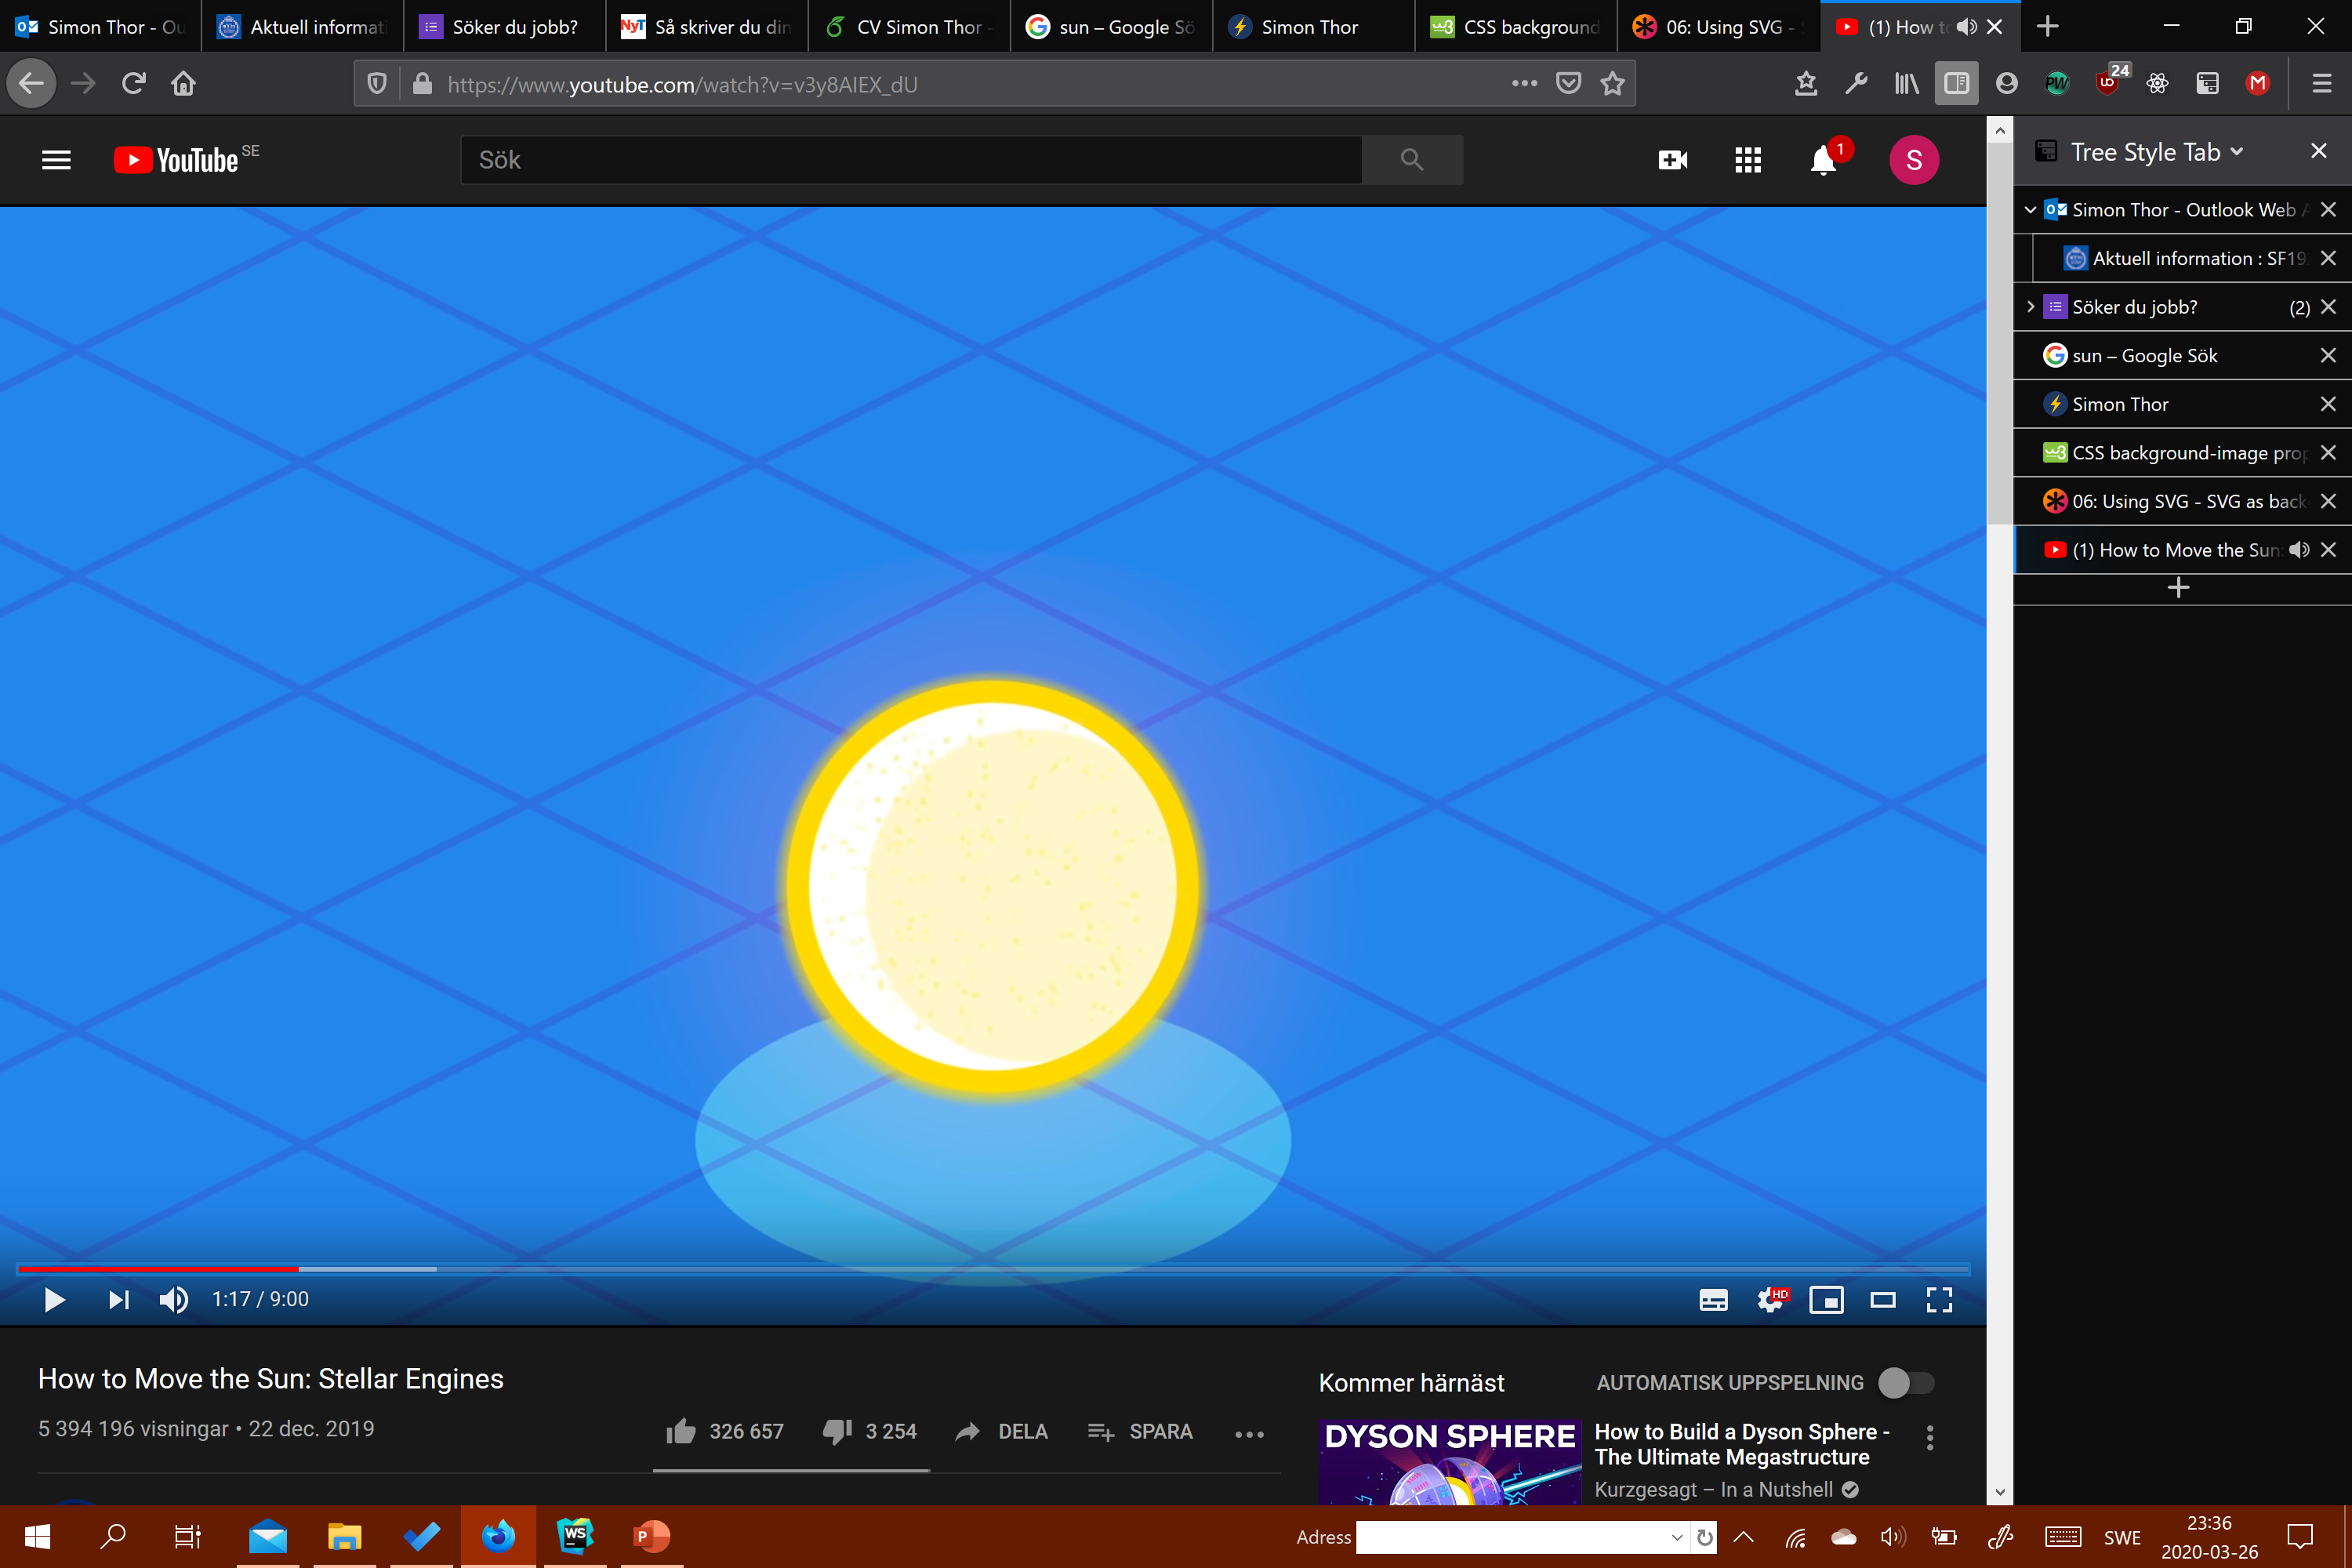 Simon Thor - Ou
Aktuell informati
Söker du jobb?
NyT
Så skriver du din
CV Simon Thor -
sun – Google Sö
Simon Thor
CSS background
06: Using SVG - S
(1) How to
https://www.youtube.com/watch?v=v3y8AIEX_dU
24
PW
M
YouTube SE
Sök
1
S
Tree Style Tab
Simon Thor - Outlook Web A
Aktuell information : SF19
Söker du jobb? (2)
sun – Google Sök
Simon Thor
CSS background-image prop
06: Using SVG - SVG as back
(1) How to Move the Sun:
1:17 / 9:00
HD
How to Move the Sun: Stellar Engines
5 394 196 visningar • 22 dec. 2019
326 657
3 254
DELA
SPARA
Kommer härnäst
AUTOMATISK UPPSPELNING
DYSON SPHERE
How to Build a Dyson Sphere -
The Ultimate Megastructure
Kurzgesagt – In a Nutshell
WS
P
Adress
SWE
23:36
2020-03-26